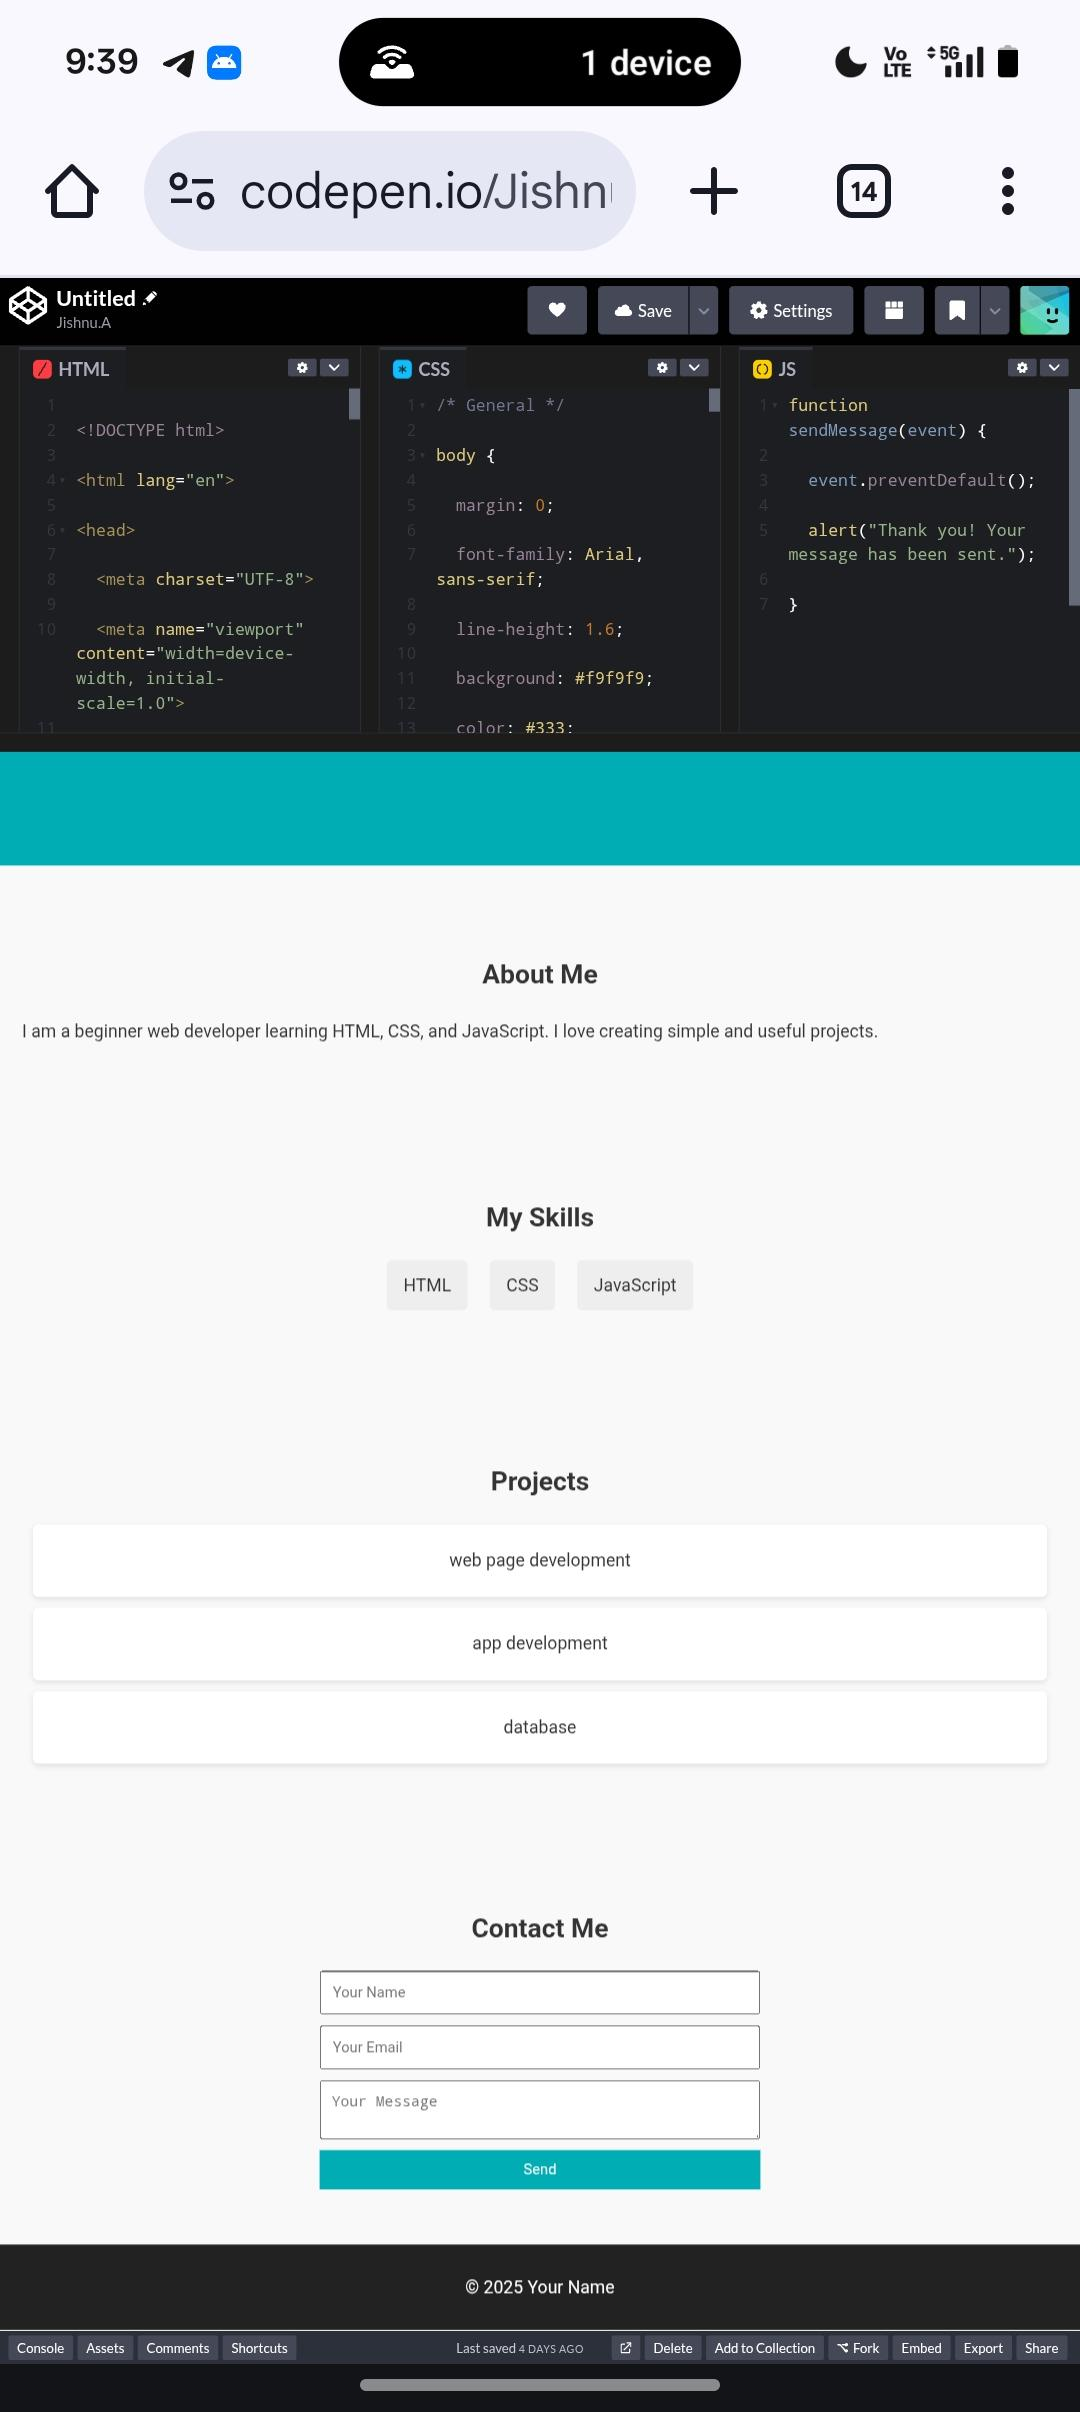 9:39
1 device
Vo
LTE
5G
codepen.io/Jishn
14
Untitled
Jishnu.A
Save
Settings
HTML
1
2 <!DOCTYPE html>
3
4 <html lang="en">
5
6 <head>
7
8 <meta charset="UTF-8">
9
10 <meta name="viewport"
content="width=device-
width, initial-
scale=1.0">
11
CSS
1 /* General */
2
3 body {
4
5 margin: 0;
6
7 font-family: Arial,
sans-serif;
8
9 line-height: 1.6;
10
11 background: #f9f9f9;
12
13 color: #333;
JS
1 function
sendMessage(event) {
2
3 event.preventDefault();
4
5 alert("Thank you! Your
message has been sent.");
6
7 }
About Me
I am a beginner web developer learning HTML, CSS, and JavaScript. I love creating simple and useful projects.
My Skills
HTML CSS JavaScript
Projects
web page development
app development
database
Contact Me
Your Name
Your Email
Your Message
Send
© 2025 Your Name
Console Assets Comments Shortcuts Last saved 4 DAYS AGO Delete Add to Collection Fork Embed Export Share